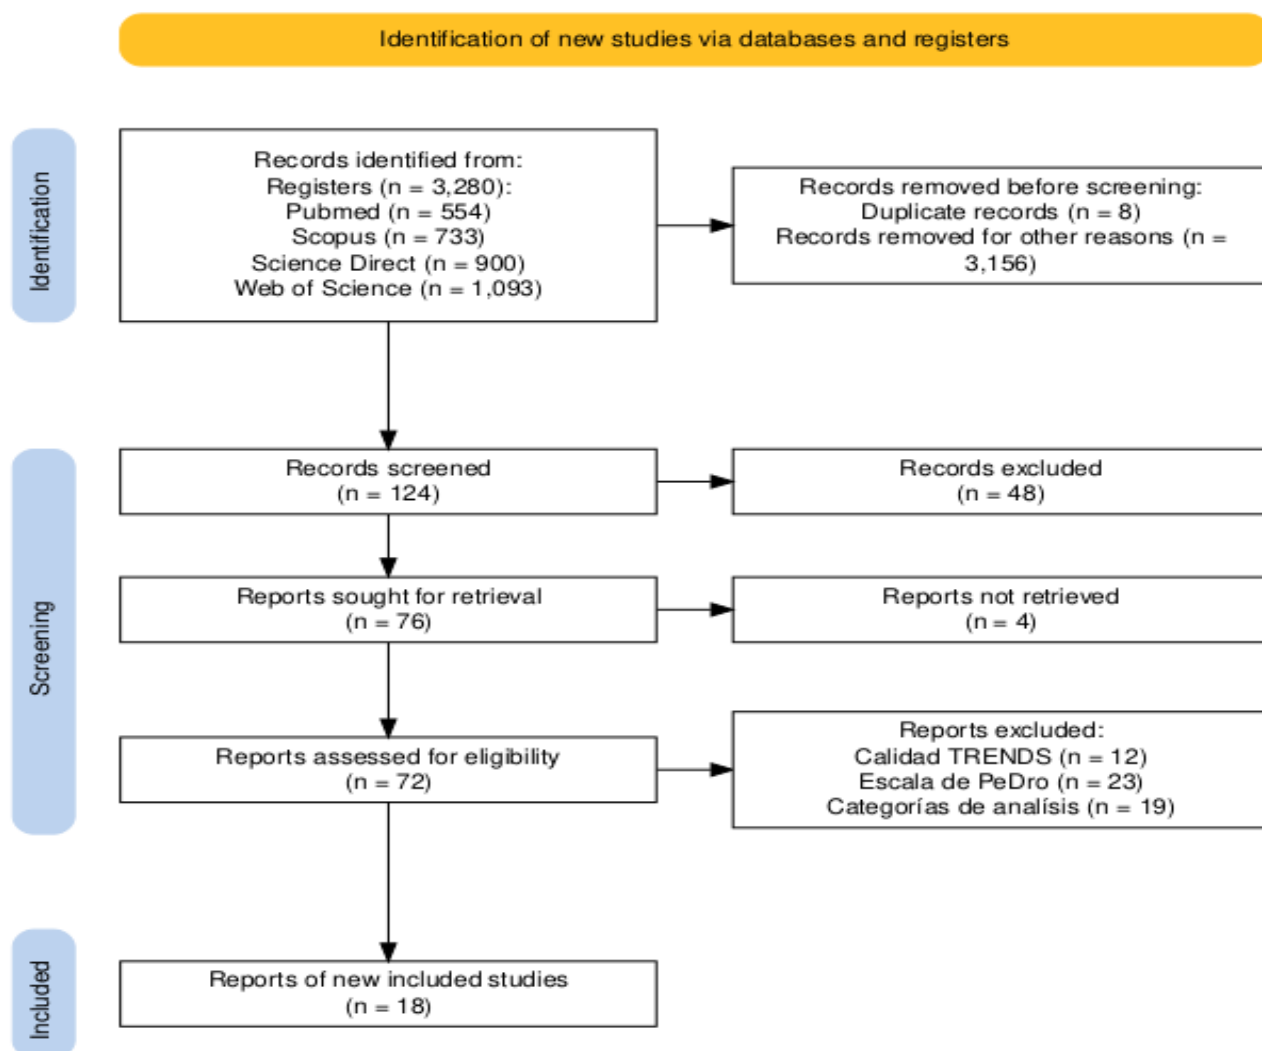 Identification of new studies via databases and registers
Identification
Records identified from:
Registers (n = 3,280):
Pubmed (n = 554)
Scopus (n = 733)
Science Direct (n = 900)
Web of Science (n = 1,093)
Records removed before screening:
Duplicate records (n = 8)
Records removed for other reasons (n =
3,156)
Screening
Records screened
(n = 124)
Records excluded
(n = 48)
Reports sought for retrieval
(n = 76)
Reports not retrieved
(n = 4)
Reports assessed for eligibility
(n = 72)
Reports excluded:
Calidad TRENDS (n = 12)
Escala de PeDro (n = 23)
Categorías de analísis (n = 19)
Included
Reports of new included studies
(n = 18)